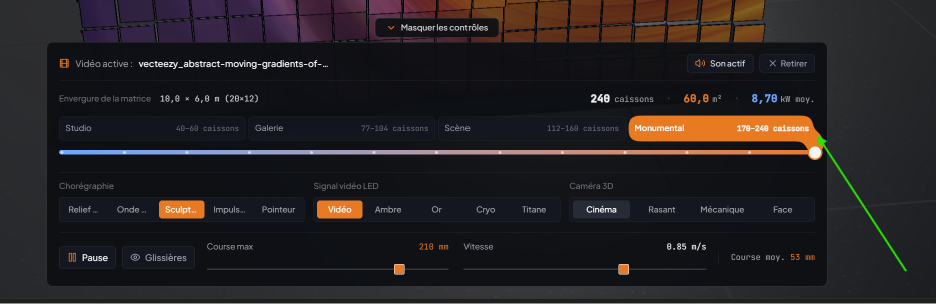 Masquer les contrôles
Vidéo active : vecteezy_abstract-moving-gradients-of-…
Son actif
Retirer
Envergure de la matrice 10,0 × 6,0 m (20×12)
240 caissons · 60,0 m² · 8,70 kW moy.
Studio 40-60 caissons
Galerie 77-104 caissons
Scène 112-160 caissons
Monumental 170-240 caissons
Chorégraphie
Relief … Onde … Sculpt… Impuls… Pointeur
Signal vidéo LED
Vidéo Ambre Or Cryo Titane
Caméra 3D
Cinéma Rasant Mécanique Face
Pause
Glissières
Course max 210 mm
Vitesse 0.85 m/s
Course moy. 53 mm